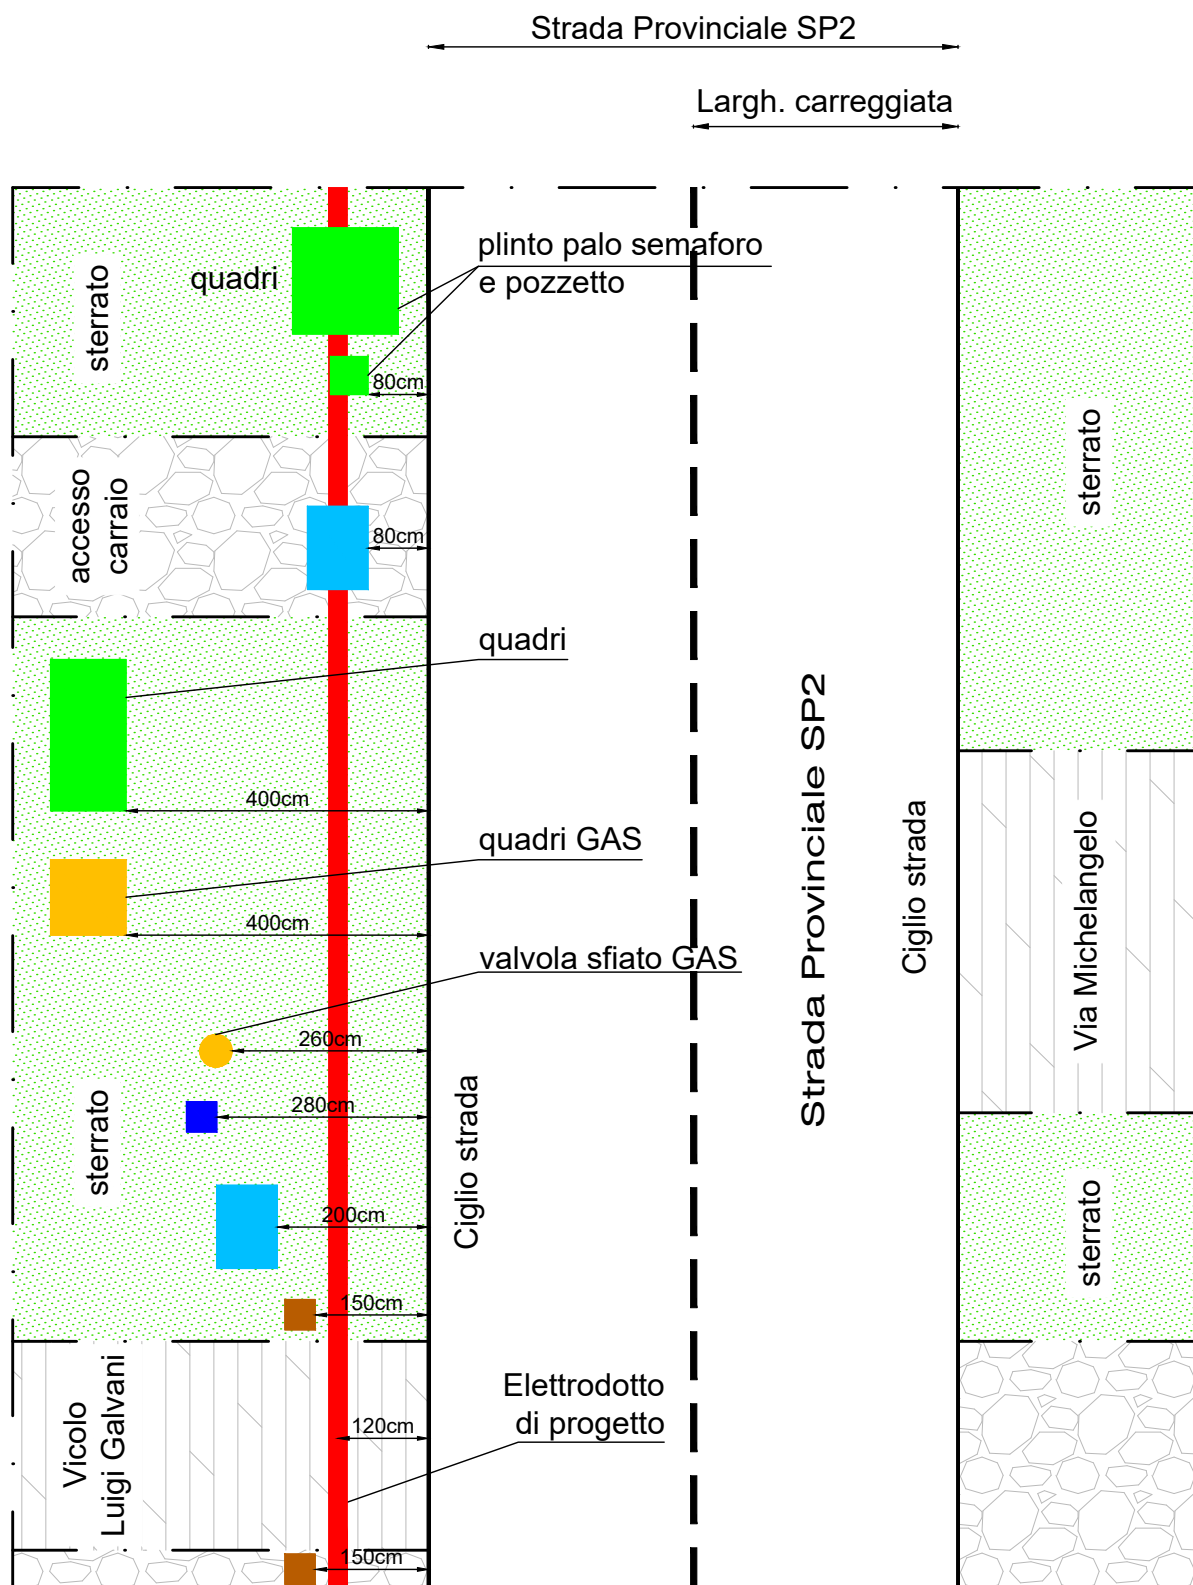 Strada Provinciale SP2
Largh. carreggiata
plinto palo semaforo
e pozzetto
quadri
sterrato
80cm
accesso
carraio
80cm
sterrato
quadri
400cm
quadri GAS
400cm
valvola sfiato GAS
260cm
280cm
sterrato
200cm
150cm
Ciglio strada
Strada Provinciale SP2
Ciglio strada
Via Michelangelo
sterrato
Elettrodotto
di progetto
120cm
Vicolo
Luigi Galvani
150cm